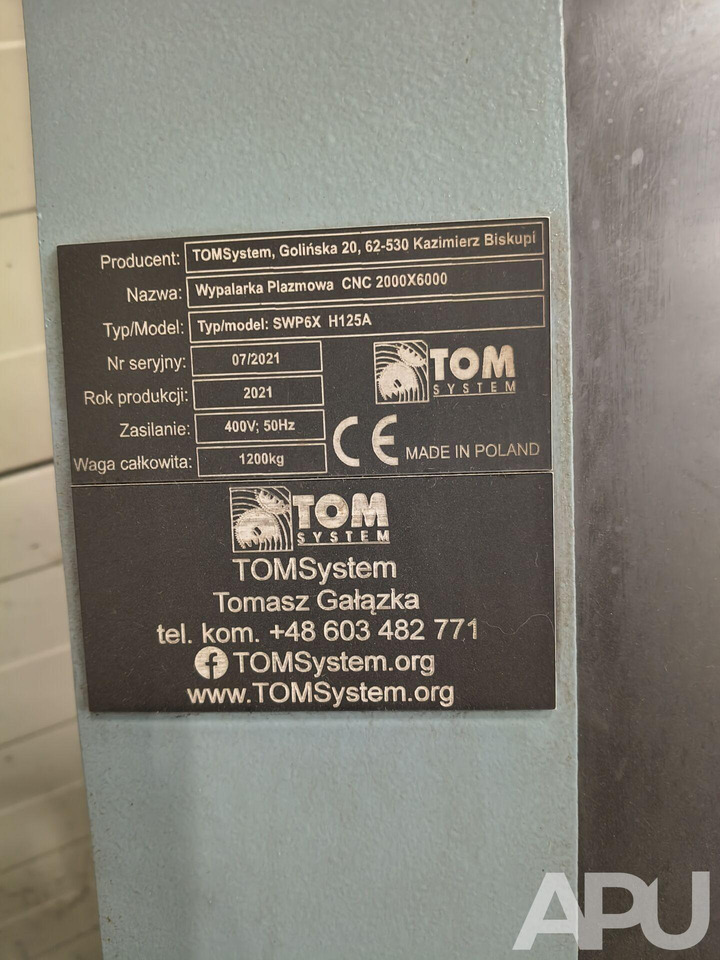 Producent: TOMSystem, Golińska 20, 62-530 Kazimierz Biskupi
Nazwa: Wypalarka Plazmowa CNC 2000X6000
Typ/Model: Typ/model: SWP6X H125A
Nr seryjny: 07/2021
Rok produkcji: 2021
Zasilanie: 400V; 50Hz
Waga całkowita: 1200kg
TOM
SYSTEM
CE MADE IN POLAND
TOM
SYSTEM
TOMSystem
Tomasz Gałązka
tel. kom. +48 603 482 771
f TOMSystem.org
www.TOMSystem.org
APU